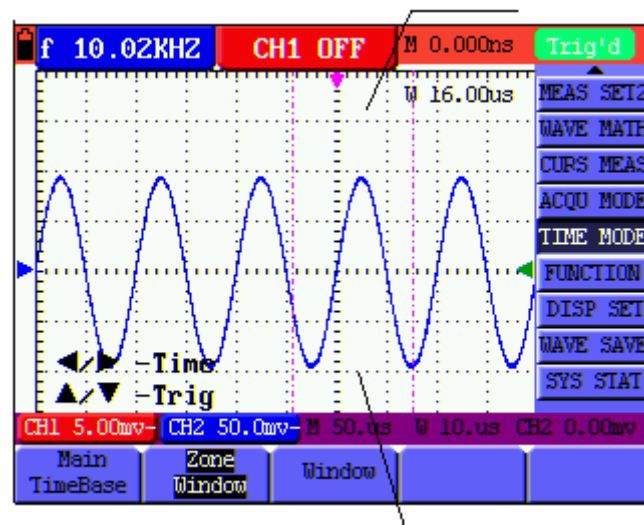 f 10.02KHZ CH1 OFF M 0.000ns Trig'd
W 16.00us
MEAS SET2
WAVE MATH
CURS MEAS
ACQU MODE
TIME MODE
FUNCTION
DISP SET
WAVE SAVE
SYS STAT
◀/▶ -Time
▲/▼ -Trig
CH1 5.00mv- CH2 50.0mv- M 50.us W 10.us CH2 0.00mv
Main TimeBase
Zone Window
Window